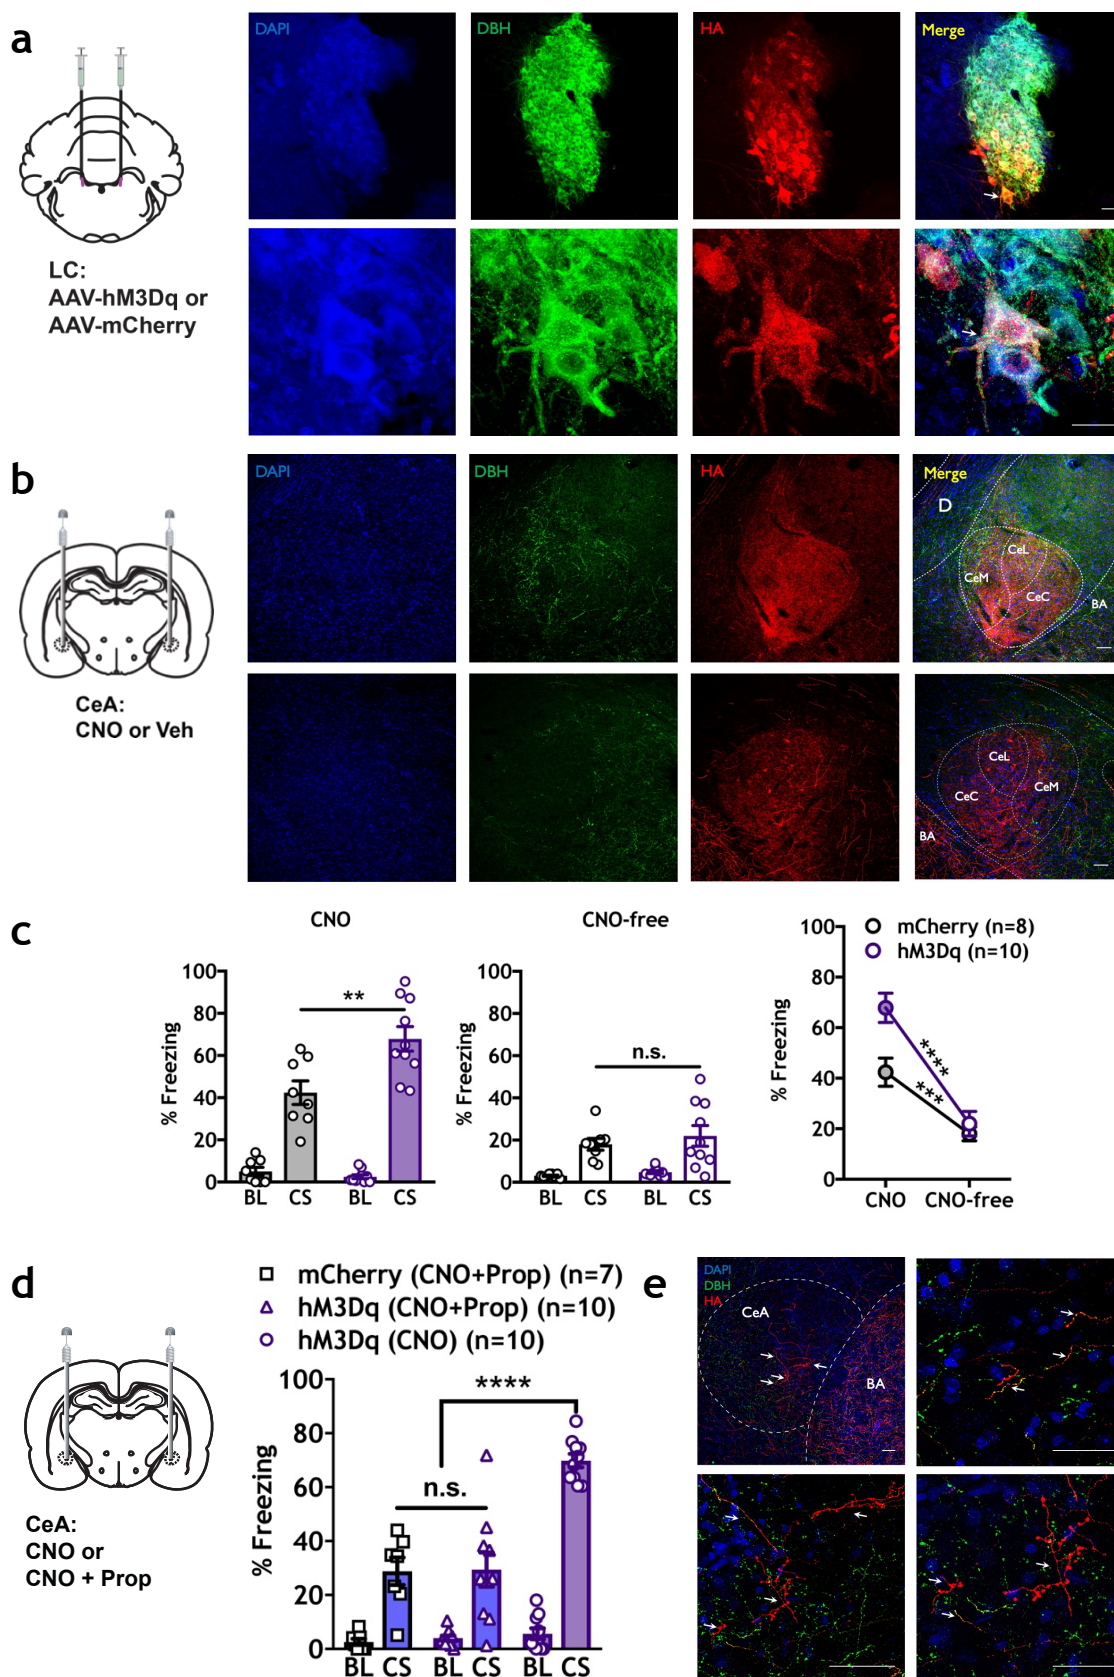 a
DAPI
DBH
HA
Merge
LC:
AAV-hM3Dq or
AAV-mCherry
b
DAPI
DBH
HA
Merge
D
CeL
CeM
CeC
BA
CeA:
CNO or Veh
CeL
CeC
CeM
BA
c
CNO
% Freezing
100
80
60
40
20
0
**
BL
CS
BL
CS
CNO-free
% Freezing
100
80
60
40
20
0
n.s.
BL
CS
BL
CS
mCherry (n=8)
hM3Dq (n=10)
% Freezing
100
80
60
40
20
0
****
***
CNO
CNO-free
d
CeA:
CNO or
CNO + Prop
mCherry (CNO+Prop) (n=7)
hM3Dq (CNO+Prop) (n=10)
hM3Dq (CNO) (n=10)
% Freezing
100
80
60
40
20
0
****
n.s.
BL
CS
BL
CS
BL
CS
e
DAPI
DBH
HA
CeA
BA